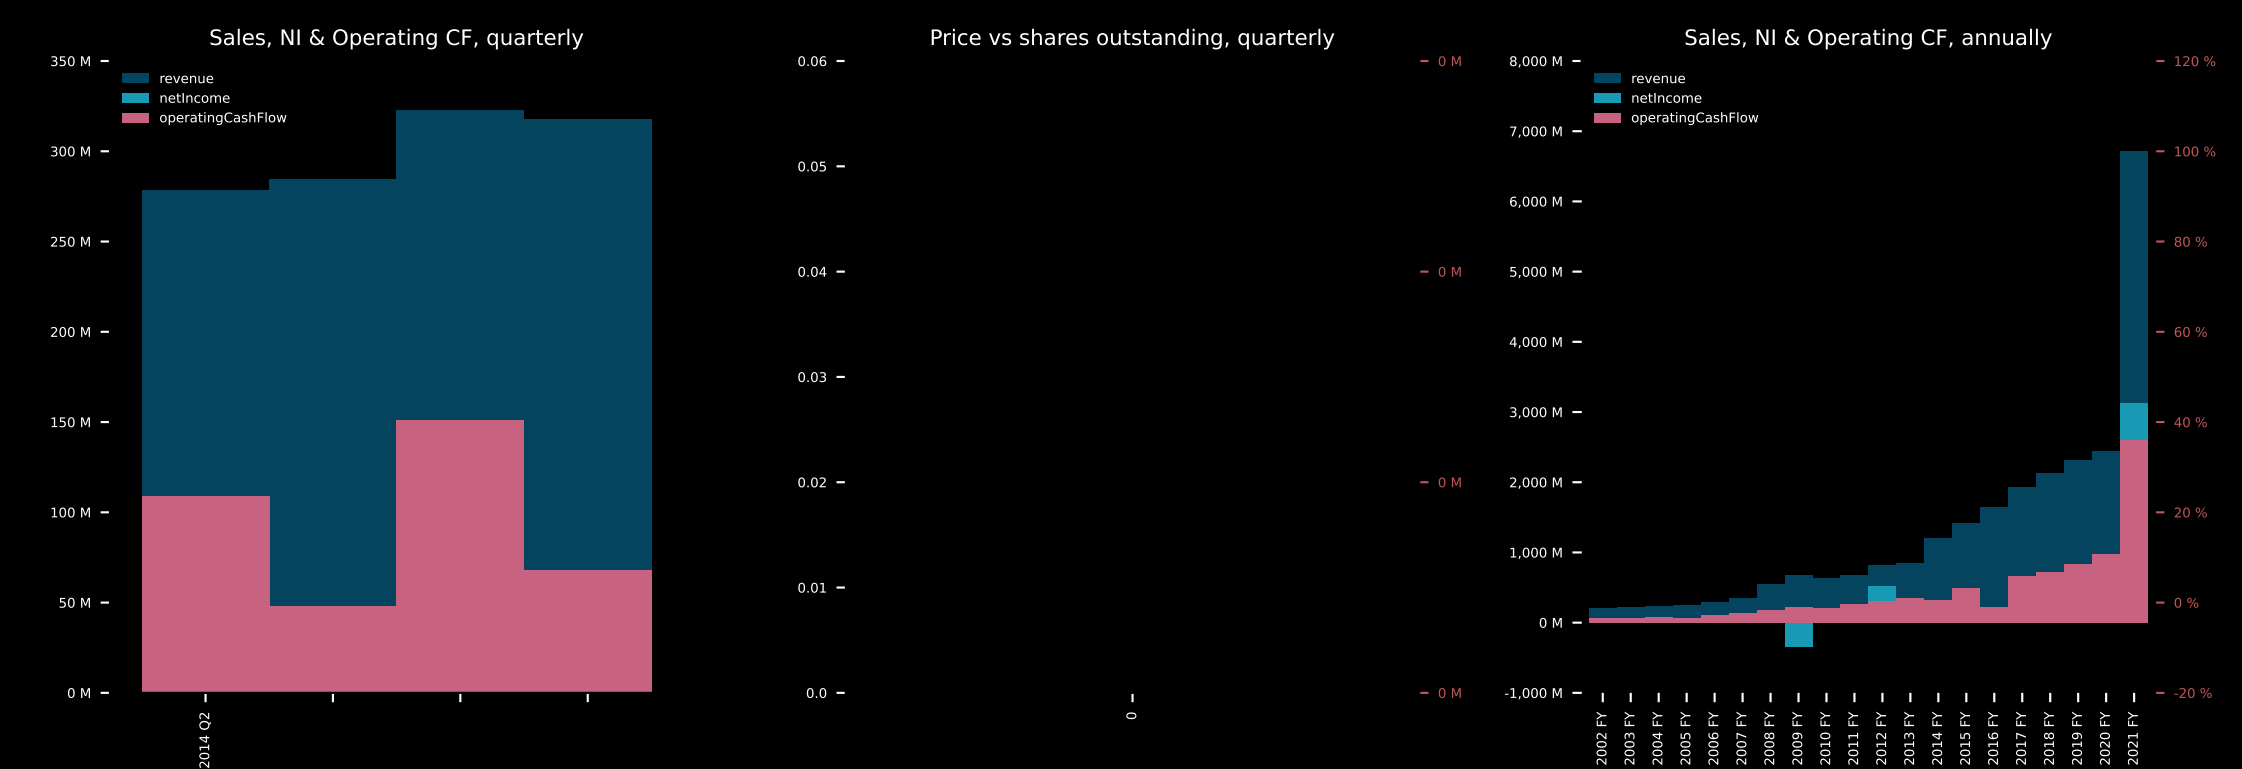 Sales, NI & Operating CF, quarterly
350 M
300 M
250 M
200 M
150 M
100 M
50 M
0 M
revenue
netIncome
operatingCashFlow
2014 Q2
Price vs shares outstanding, quarterly
0.06
0.05
0.04
0.03
0.02
0.01
0.0
0 M
0 M
0 M
0 M
0
Sales, NI & Operating CF, annually
8,000 M
7,000 M
6,000 M
5,000 M
4,000 M
3,000 M
2,000 M
1,000 M
0 M
-1,000 M
revenue
netIncome
operatingCashFlow
120 %
100 %
80 %
60 %
40 %
20 %
0 %
-20 %
2002 FY
2003 FY
2004 FY
2005 FY
2006 FY
2007 FY
2008 FY
2009 FY
2010 FY
2011 FY
2012 FY
2013 FY
2014 FY
2015 FY
2016 FY
2017 FY
2018 FY
2019 FY
2020 FY
2021 FY